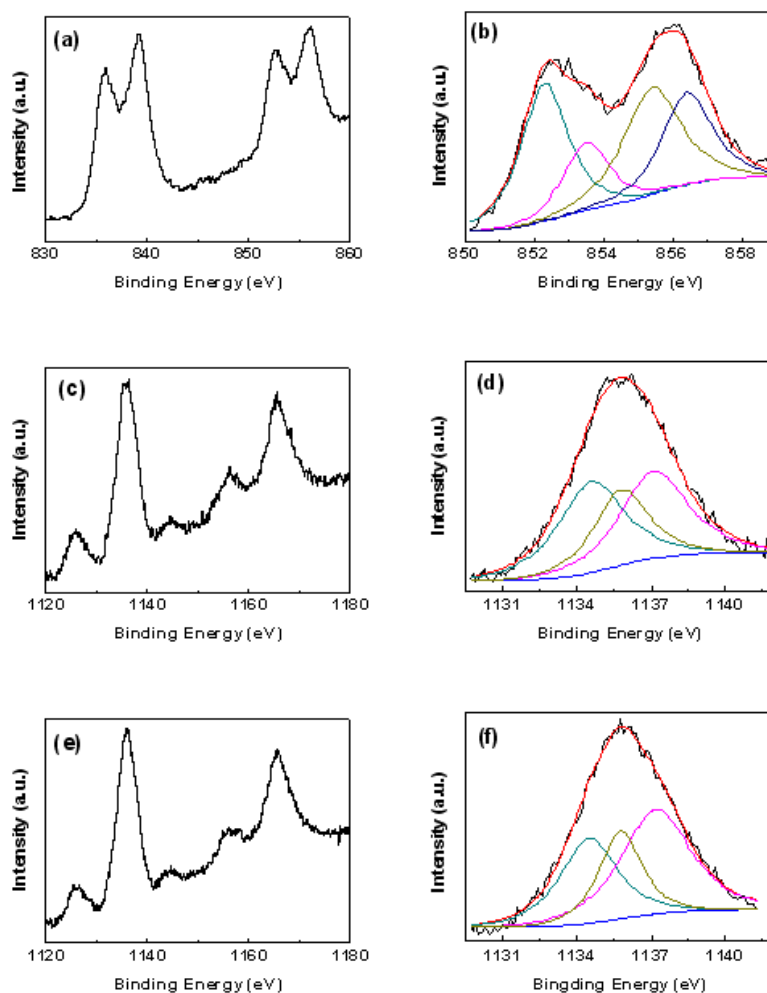 (a)
Intensity (a.u.)
830 840 850 860
Binding Energy (eV)
(b)
Intensity (a.u.)
850 852 854 856 858
Binding Energy (eV)
(c)
Intensity (a.u.)
1120 1140 1160 1180
Binding Energy (eV)
(d)
Intensity (a.u.)
1131 1134 1137 1140
Binding Energy (eV)
(e)
Intensity (a.u.)
1120 1140 1160 1180
Binding Energy (eV)
(f)
Intensity (a.u.)
1131 1134 1137 1140
Bingding Energy (eV)